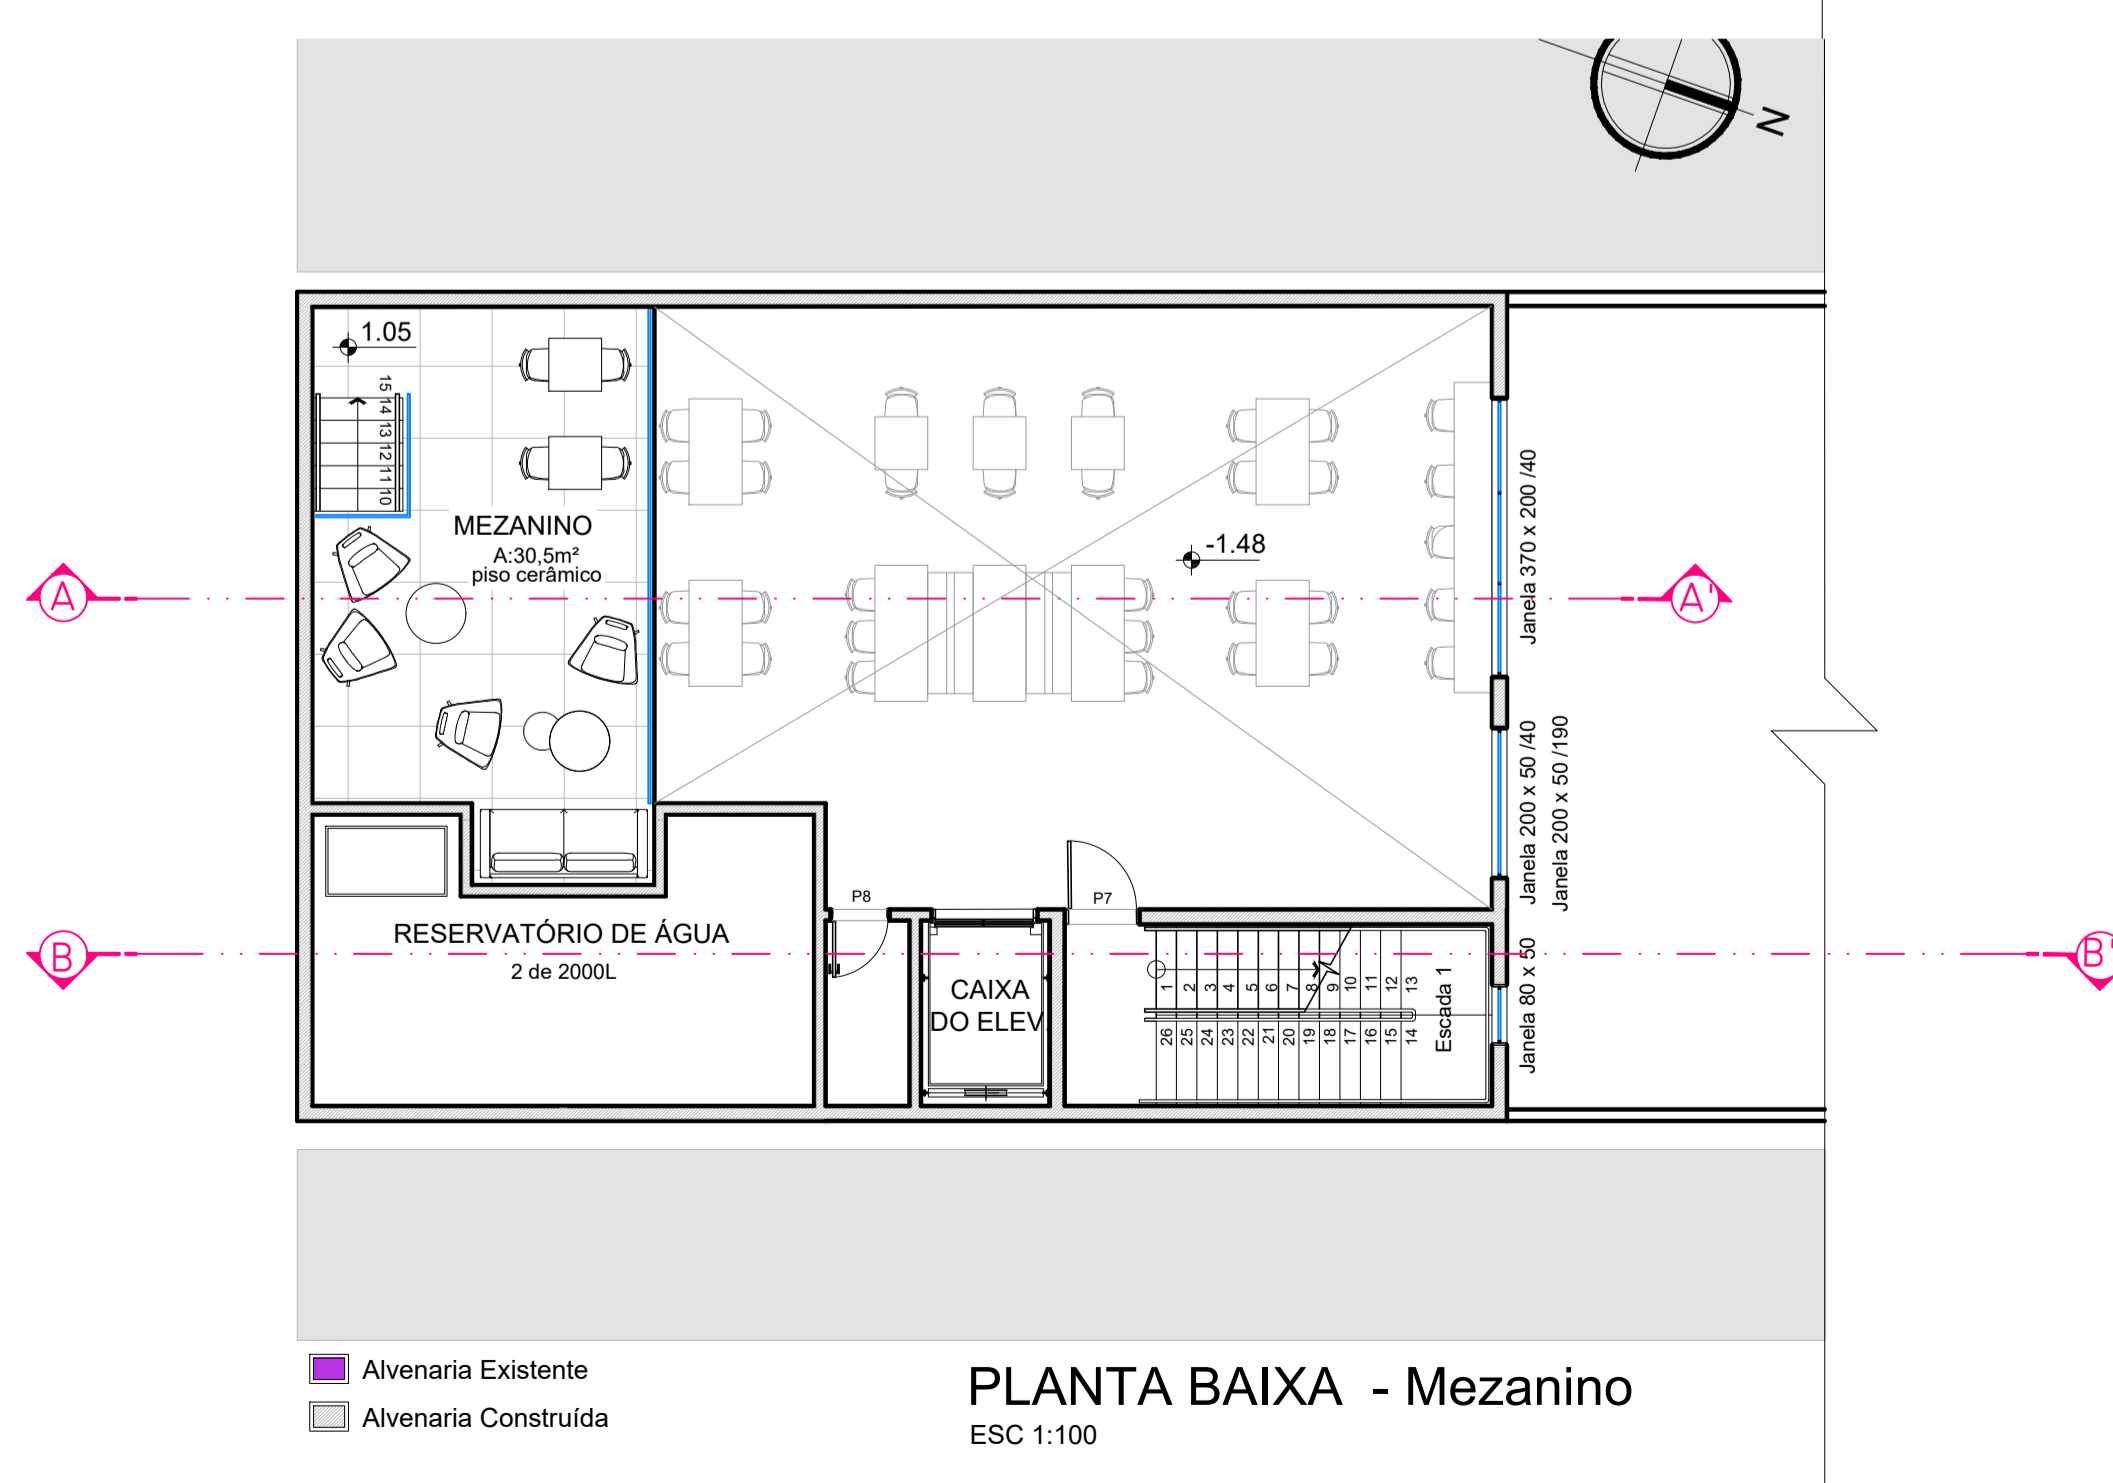 N
1.05
15
14
13
12
11
10
MEZANINO
A:30,5m²
piso cerâmico
-1.48
Janela 370 x 200 /40
A
A'
Janela 200 x 50 /40
Janela 200 x 50 /190
P8
P7
RESERVATÓRIO DE ÁGUA
2 de 2000L
B
B'
CAIXA
DO ELEV.
1 2 3 4 5 6 7 8 9 10 11 12 13
26 25 24 23 22 21 20 19 18 17 16 15 14
Escada 1
Janela 80 x 50
Alvenaria Existente
Alvenaria Construída
PLANTA BAIXA - Mezanino
ESC 1:100